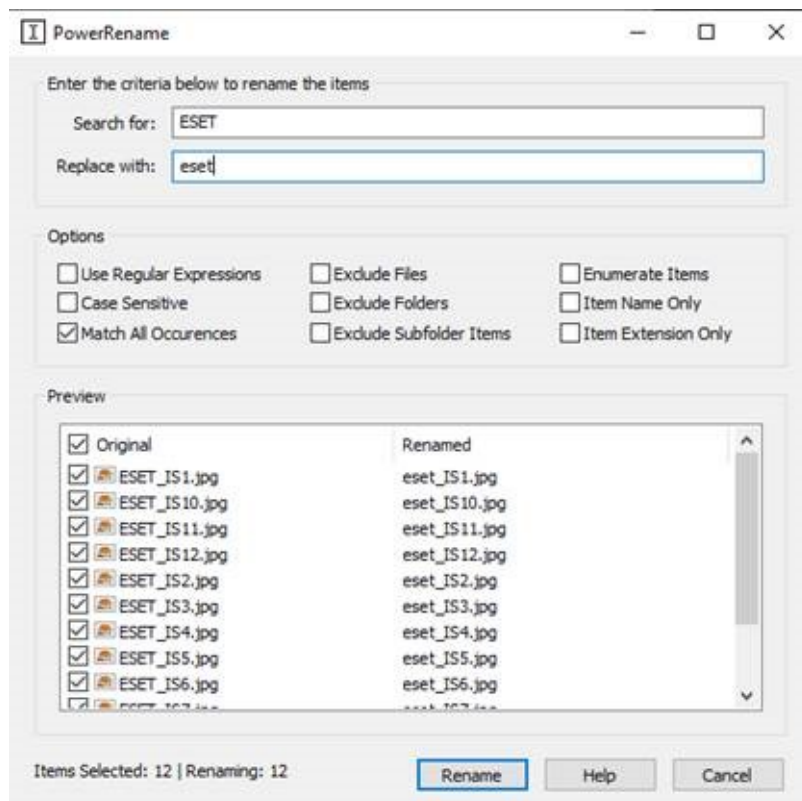 PowerRename
Enter the criteria below to rename the items
Search for: ESET
Replace with: eset
Options
Use Regular Expressions Exclude Files Enumerate Items
Case Sensitive Exclude Folders Item Name Only
Match All Occurences Exclude Subfolder Items Item Extension Only
Preview
Original Renamed
ESET_IS1.jpg eset_IS1.jpg
ESET_IS10.jpg eset_IS10.jpg
ESET_IS11.jpg eset_IS11.jpg
ESET_IS12.jpg eset_IS12.jpg
ESET_IS2.jpg eset_IS2.jpg
ESET_IS3.jpg eset_IS3.jpg
ESET_IS4.jpg eset_IS4.jpg
ESET_IS5.jpg eset_IS5.jpg
ESET_IS6.jpg eset_IS6.jpg
Items Selected: 12 | Renaming: 12 Rename Help Cancel